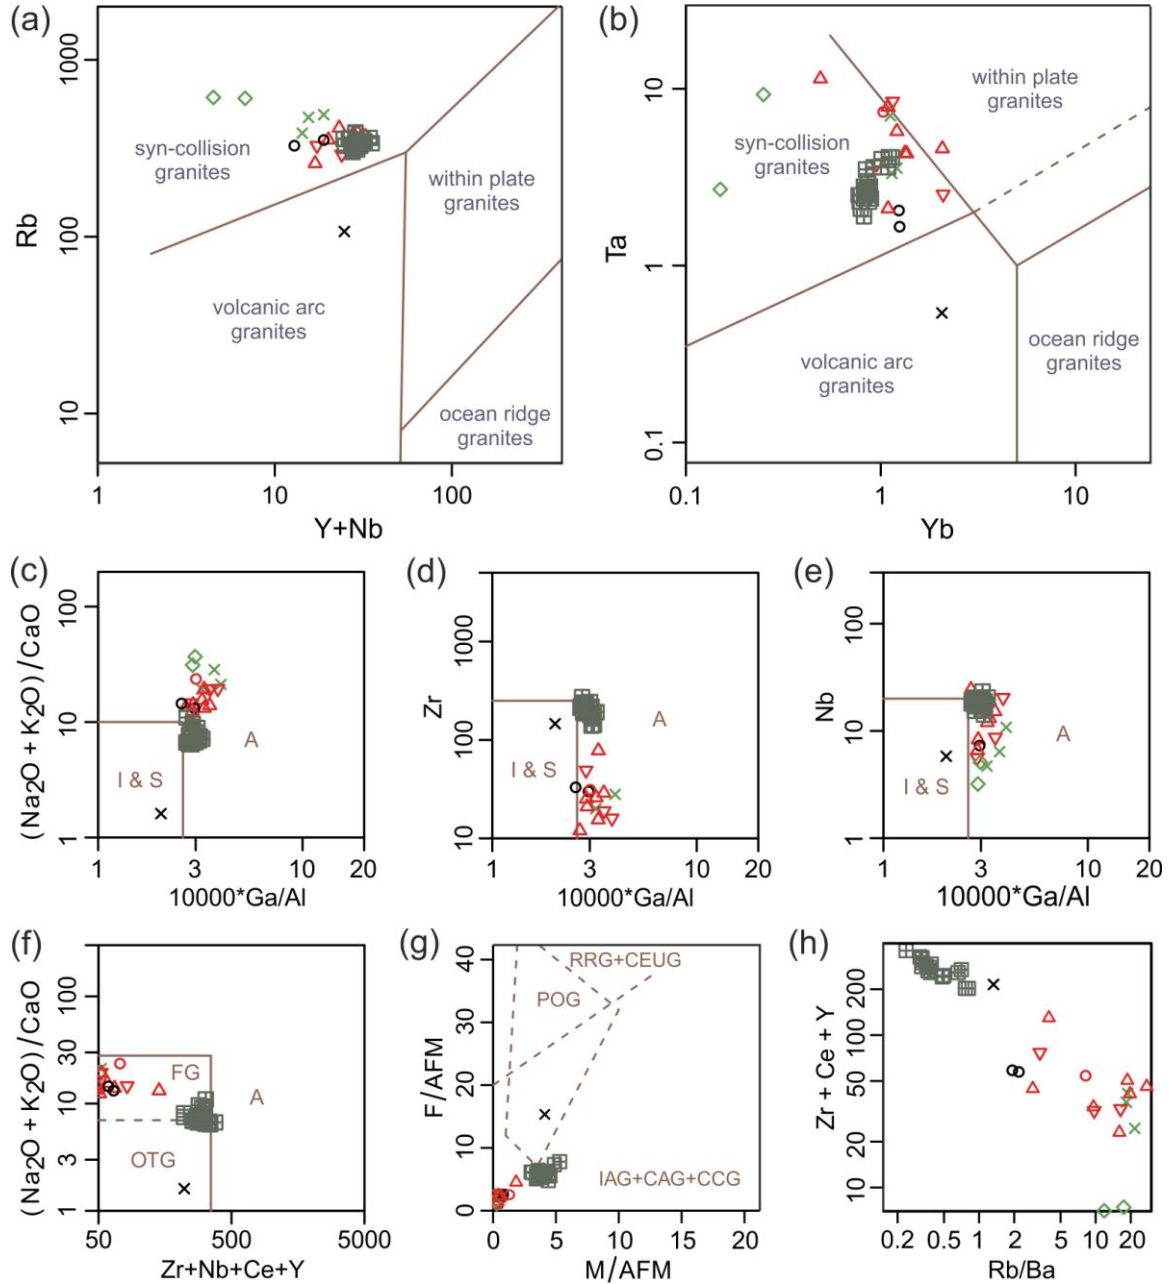 (a)
1000
Rb
100
10
syn-collision
granites
within plate
granites
volcanic arc
granites
ocean ridge
granites
1
10
100
Y+Nb
(b)
10
Ta
1
0.1
within plate
granites
syn-collision
granites
volcanic arc
granites
ocean ridge
granites
0.1
1
10
Yb
(c)
(Na2O + K2O)/CaO
100
10
1
A
I & S
1
3
10
20
10000*Ga/Al
(d)
Zr
1000
100
10
A
I & S
1
3
10
20
10000*Ga/Al
(e)
Nb
100
10
1
A
I & S
1
3
10
20
10000*Ga/Al
(f)
(Na2O + K2O)/CaO
100
30
10
3
1
FG
A
OTG
50
500
5000
Zr+Nb+Ce+Y
(g)
F/AFM
40
30
20
10
0
RRG+CEUG
POG
IAG+CAG+CCG
0
5
10
15
20
M/AFM
(h)
Zr + Ce + Y
200
100
50
20
10
0.2
0.5
1
2
5
10
20
Rb/Ba